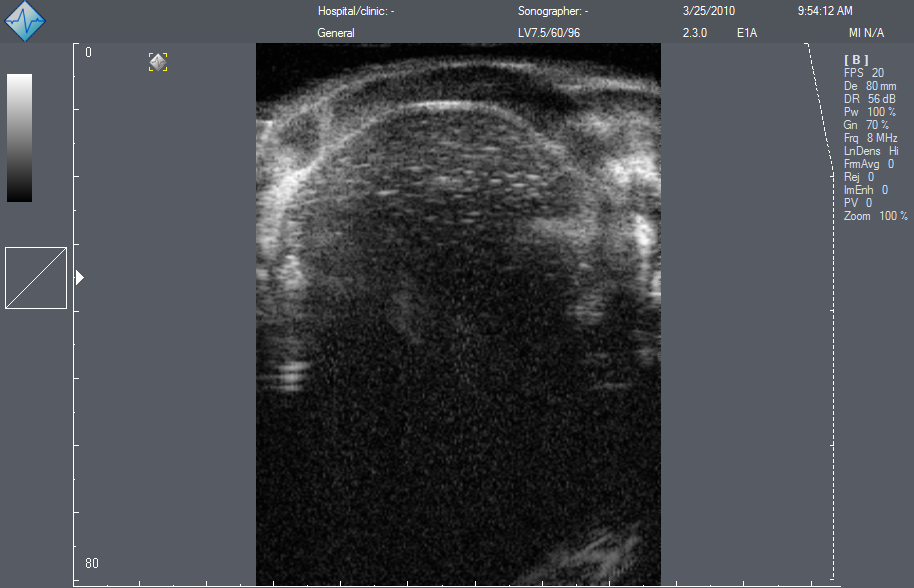 Hospital/clinic: - Sonographer: - 3/25/2010 9:54:12 AM
General LV7.5/60/96 2.3.0 E1A MI N/A
0
[ B ]
FPS 20
De 80 mm
DR 56 dB
Pw 100 %
Gn 70 %
Frq 8 MHz
LnDens Hi
FrmAvg 0
Rej 0
ImEnh 0
PV 0
Zoom 100 %
80